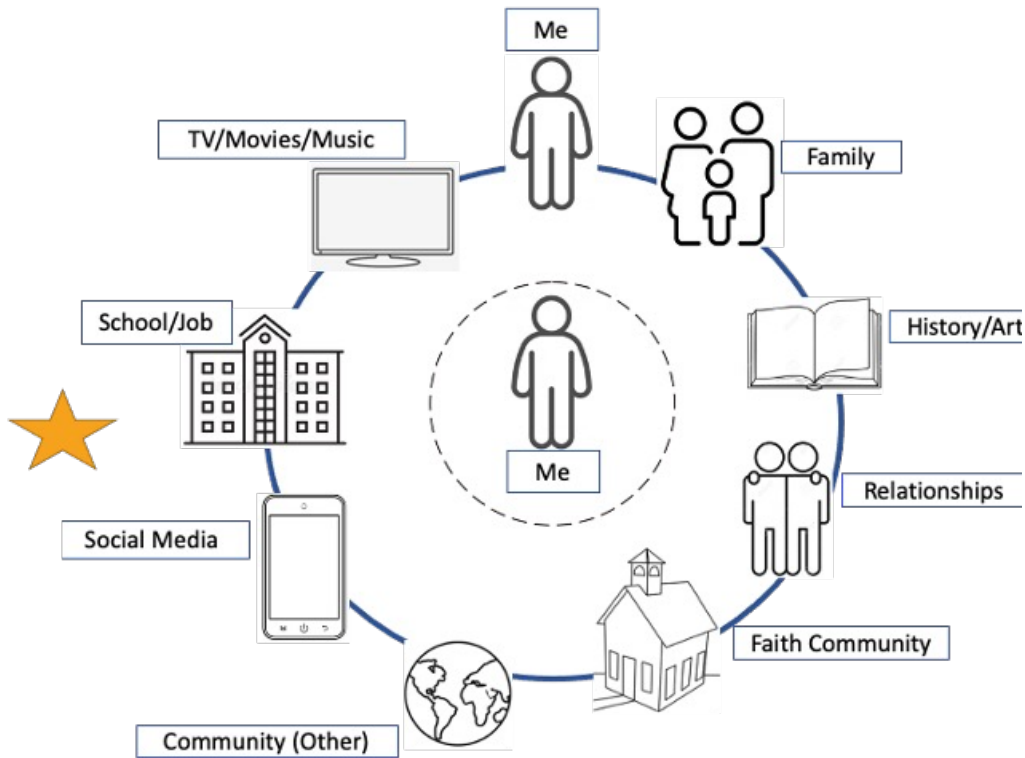 Me
TV/Movies/Music
Family
School/Job
History/Art
Me
Relationships
Social Media
Faith Community
Community (Other)